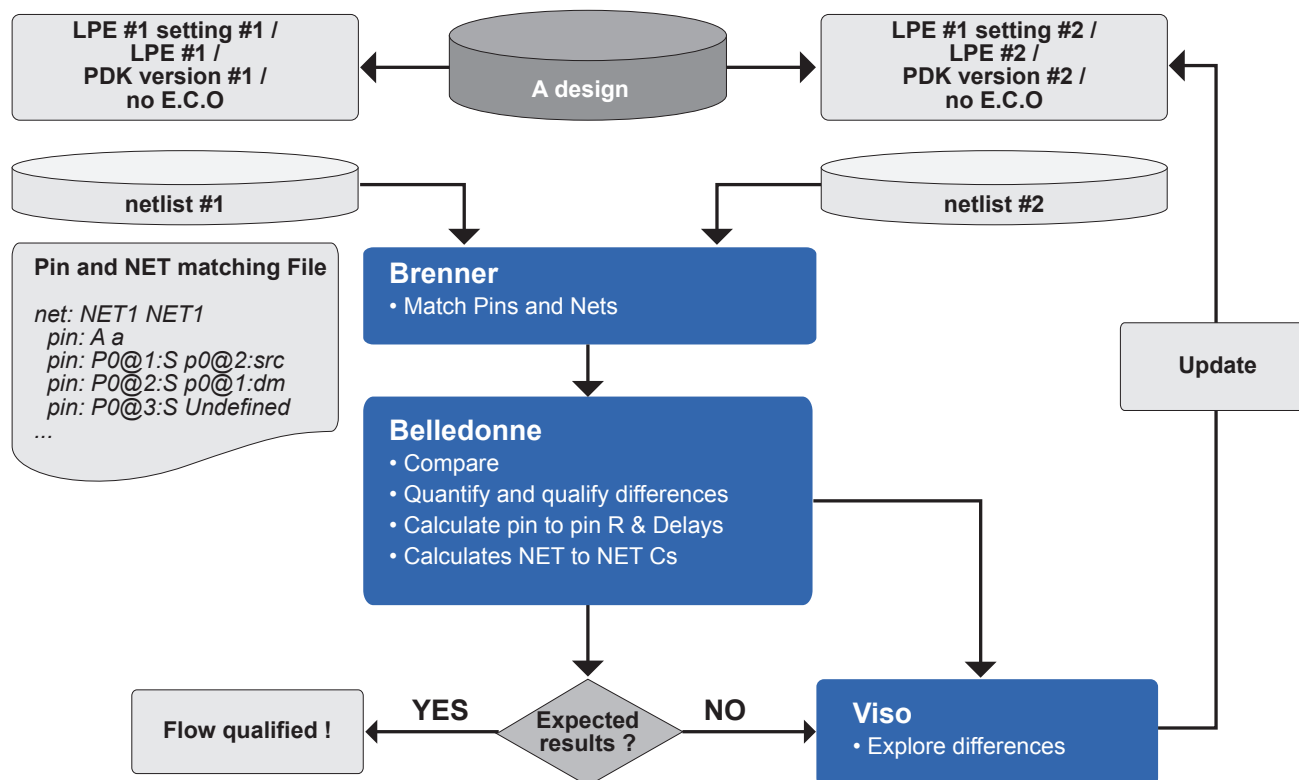 LPE #1 setting #1 /
LPE #1 /
PDK version #1 /
no E.C.O
A design
LPE #1 setting #2 /
LPE #2 /
PDK version #2 /
no E.C.O
netlist #1
netlist #2
Pin and NET matching File
net: NET1 NET1
pin: A a
pin: P0@1:S p0@2:src
pin: P0@2:S p0@1:dm
pin: P0@3:S Undefined
...
Brenner
• Match Pins and Nets
Update
Belledonne
• Compare
• Quantify and qualify differences
• Calculate pin to pin R & Delays
• Calculates NET to NET Cs
Flow qualified !
YES
Expected
results ?
NO
Viso
• Explore differences